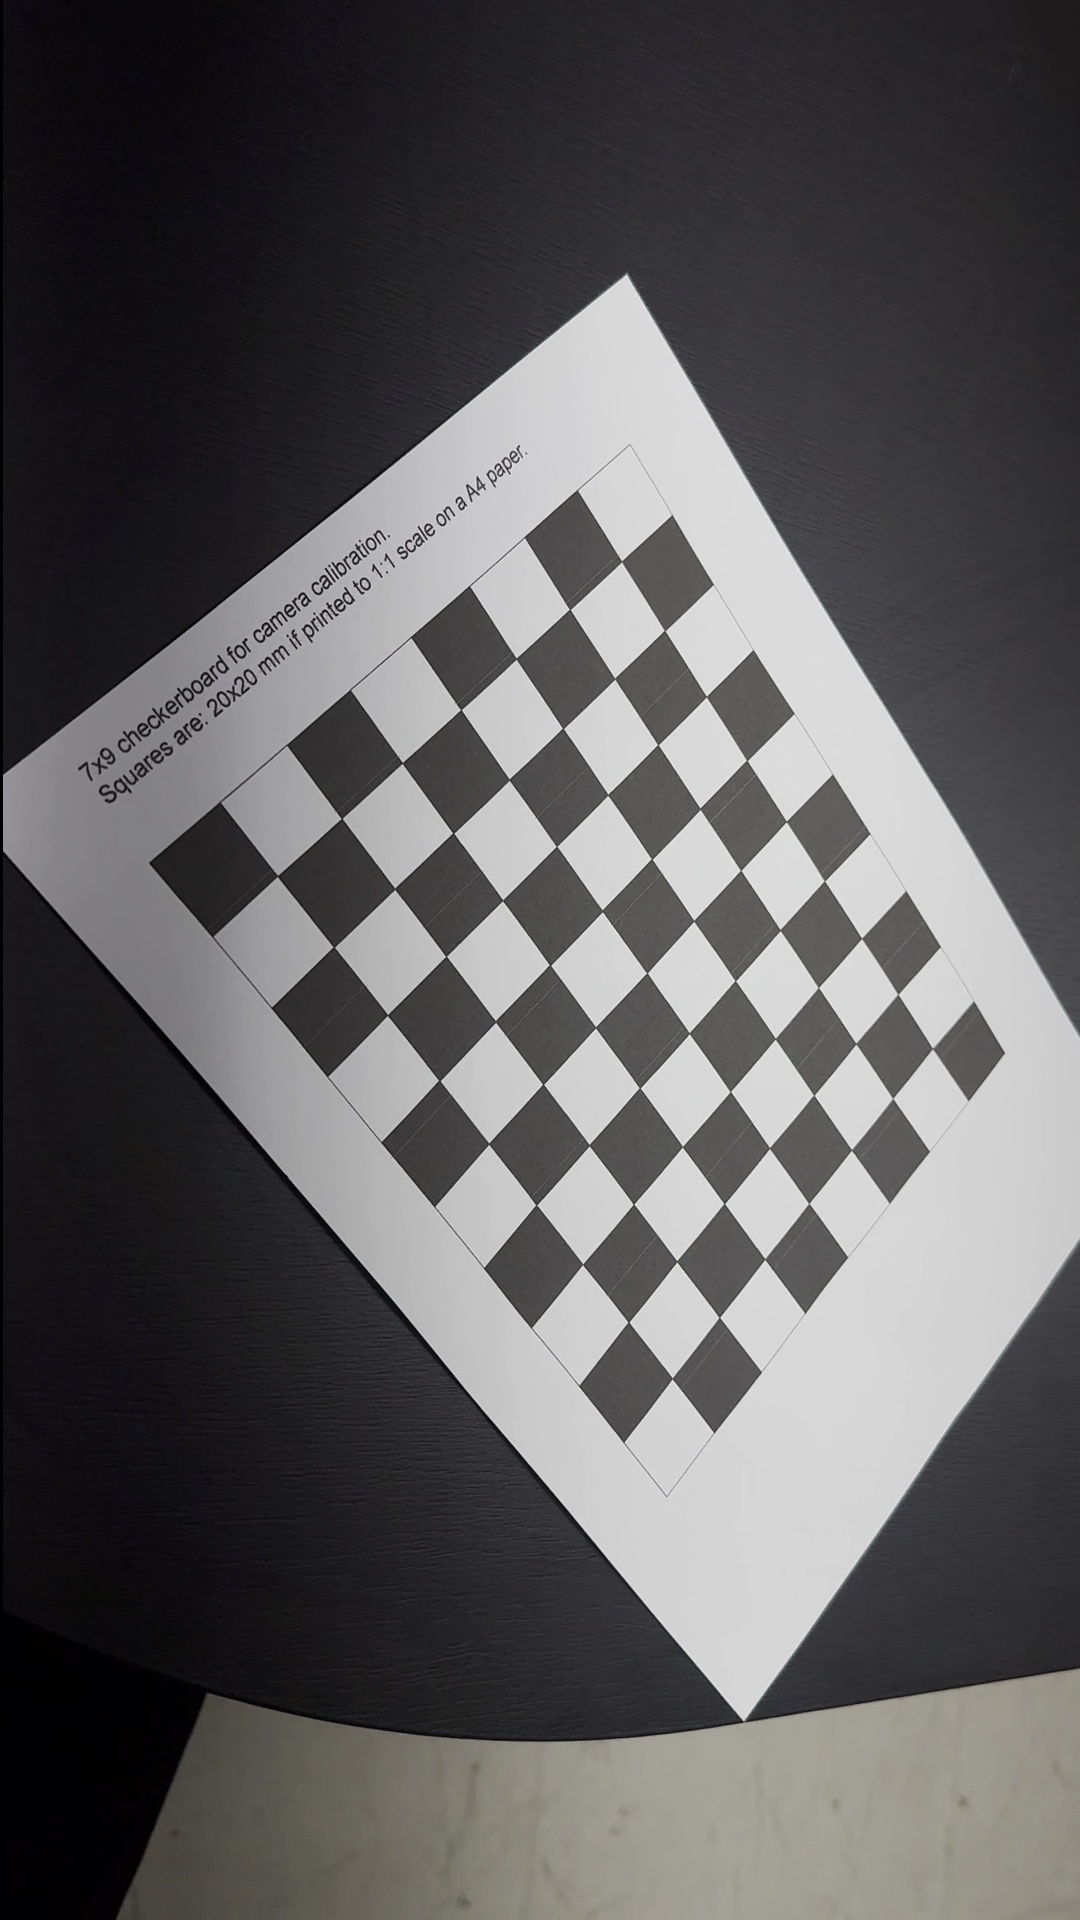 7x9 checkerboard for camera calibration.
Squares are: 20x20 mm if printed to 1:1 scale on a A4 paper.